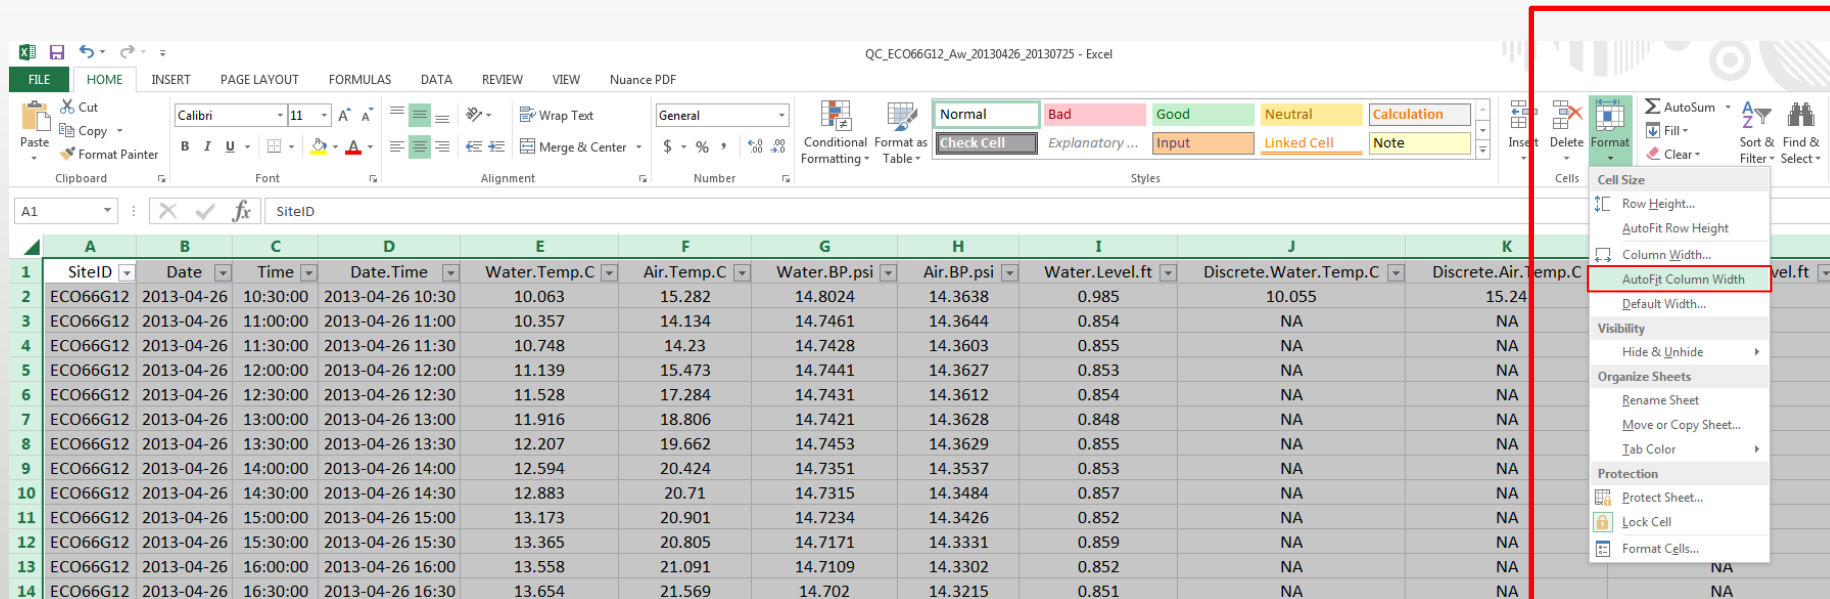 QC_ECO66G12_Aw_20130426_20130725 - Excel
FILE HOME INSERT PAGE LAYOUT FORMULAS DATA REVIEW VIEW Nuance PDF
Paste
Cut
Copy
Format Painter
Clipboard
Calibri 11
B I U
Font
Wrap Text
Merge & Center
Alignment
General
$ % ,
Number
Conditional Formatting
Format as Table
Normal Bad Good Neutral Calculation
Check Cell Explanatory ... Input Linked Cell Note
Styles
Insert Delete Format
Cells
AutoSum
Fill
Clear
Sort & Filter
Find & Select
A1 fx SiteID
Cell Size
Row Height...
AutoFit Row Height
Column Width...
AutoFit Column Width
Default Width...
Visibility
Hide & Unhide
Organize Sheets
Rename Sheet
Move or Copy Sheet...
Tab Color
Protection
Protect Sheet...
Lock Cell
Format Cells...
A B C D E F G H I J K
1 SiteID Date Time Date.Time Water.Temp.C Air.Temp.C Water.BP.psi Air.BP.psi Water.Level.ft Discrete.Water.Temp.C Discrete.Air.Temp.C vel.ft
2 ECO66G12 2013-04-26 10:30:00 2013-04-26 10:30 10.063 15.282 14.8024 14.3638 0.985 10.055 15.24
3 ECO66G12 2013-04-26 11:00:00 2013-04-26 11:00 10.357 14.134 14.7461 14.3644 0.854 NA NA
4 ECO66G12 2013-04-26 11:30:00 2013-04-26 11:30 10.748 14.23 14.7428 14.3603 0.855 NA NA
5 ECO66G12 2013-04-26 12:00:00 2013-04-26 12:00 11.139 15.473 14.7441 14.3627 0.853 NA NA
6 ECO66G12 2013-04-26 12:30:00 2013-04-26 12:30 11.528 17.284 14.7431 14.3612 0.854 NA NA
7 ECO66G12 2013-04-26 13:00:00 2013-04-26 13:00 11.916 18.806 14.7421 14.3628 0.848 NA NA
8 ECO66G12 2013-04-26 13:30:00 2013-04-26 13:30 12.207 19.662 14.7453 14.3629 0.855 NA NA
9 ECO66G12 2013-04-26 14:00:00 2013-04-26 14:00 12.594 20.424 14.7351 14.3537 0.853 NA NA
10 ECO66G12 2013-04-26 14:30:00 2013-04-26 14:30 12.883 20.71 14.7315 14.3484 0.857 NA NA
11 ECO66G12 2013-04-26 15:00:00 2013-04-26 15:00 13.173 20.901 14.7234 14.3426 0.852 NA NA
12 ECO66G12 2013-04-26 15:30:00 2013-04-26 15:30 13.365 20.805 14.7171 14.3331 0.859 NA NA
13 ECO66G12 2013-04-26 16:00:00 2013-04-26 16:00 13.558 21.091 14.7109 14.3302 0.852 NA NA NA
14 ECO66G12 2013-04-26 16:30:00 2013-04-26 16:30 13.654 21.569 14.702 14.3215 0.851 NA NA NA